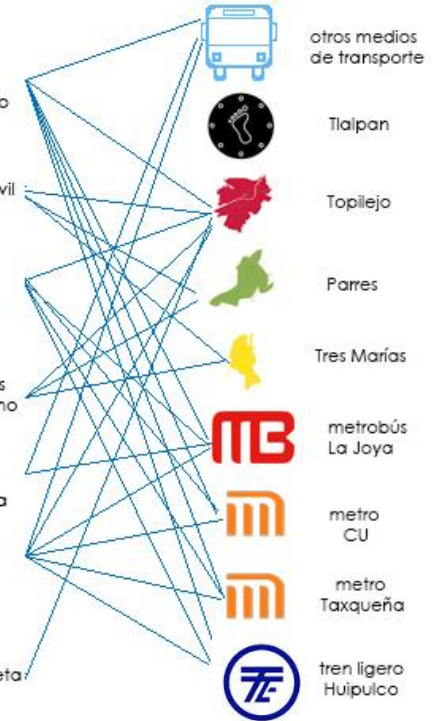 otros medios
de transporte
Tlalpan
Topilejo
Parres
Tres Marías
metrobús
La Joya
metro
CU
metro
Taxqueña
tren ligero
Huipulco